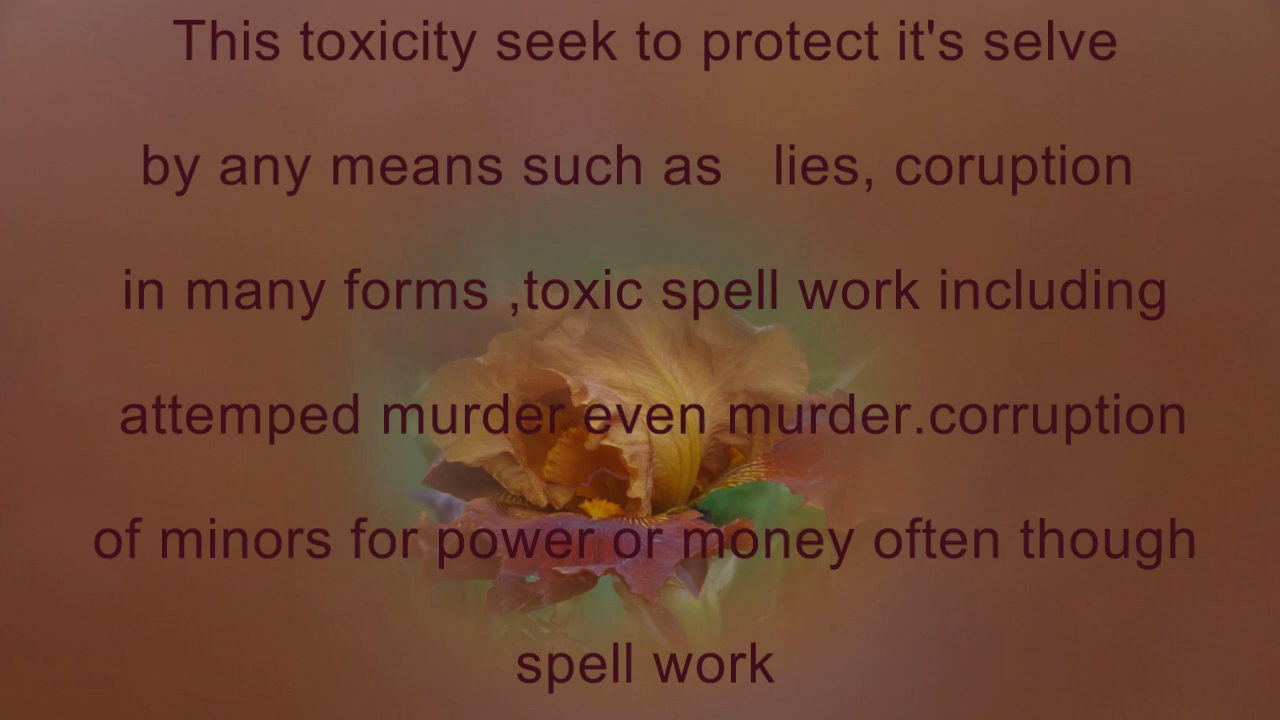 This toxicity seek to protect it's selve
by any means such as lies, coruption
in many forms ,toxic spell work including
attemped murder even murder.corruption
of minors for power or money often though
spell work